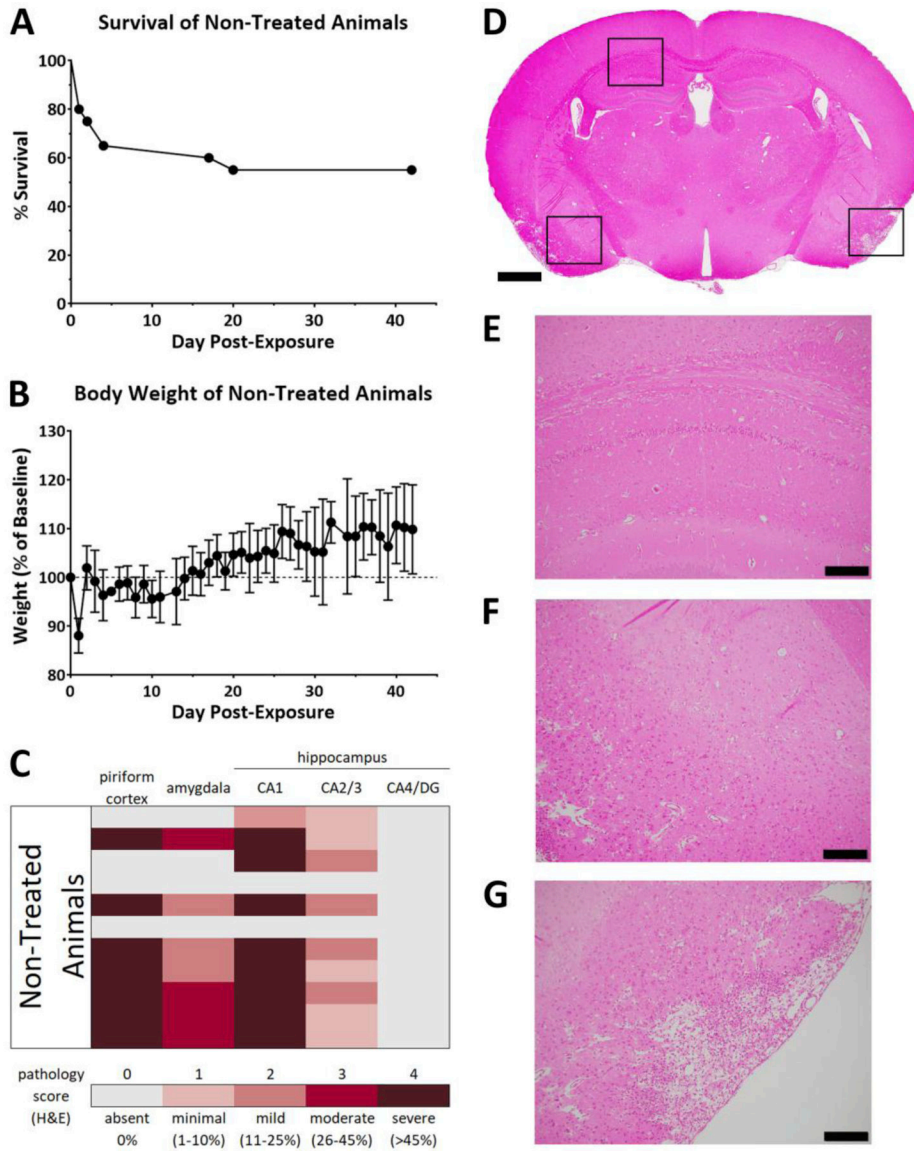 A
Survival of Non-Treated Animals
100
80
60
40
20
0
% Survival
0 10 20 30 40
Day Post-Exposure
B
Body Weight of Non-Treated Animals
130
120
110
100
90
80
Weight (% of Baseline)
0 10 20 30 40
Day Post-Exposure
C
hippocampus
piriform cortex
amygdala
CA1
CA2/3
CA4/DG
Non-Treated
Animals
pathology
score
(H&E)
0 1 2 3 4
absent minimal mild moderate severe
0% (1-10%) (11-25%) (26-45%) (>45%)
D
E
F
G